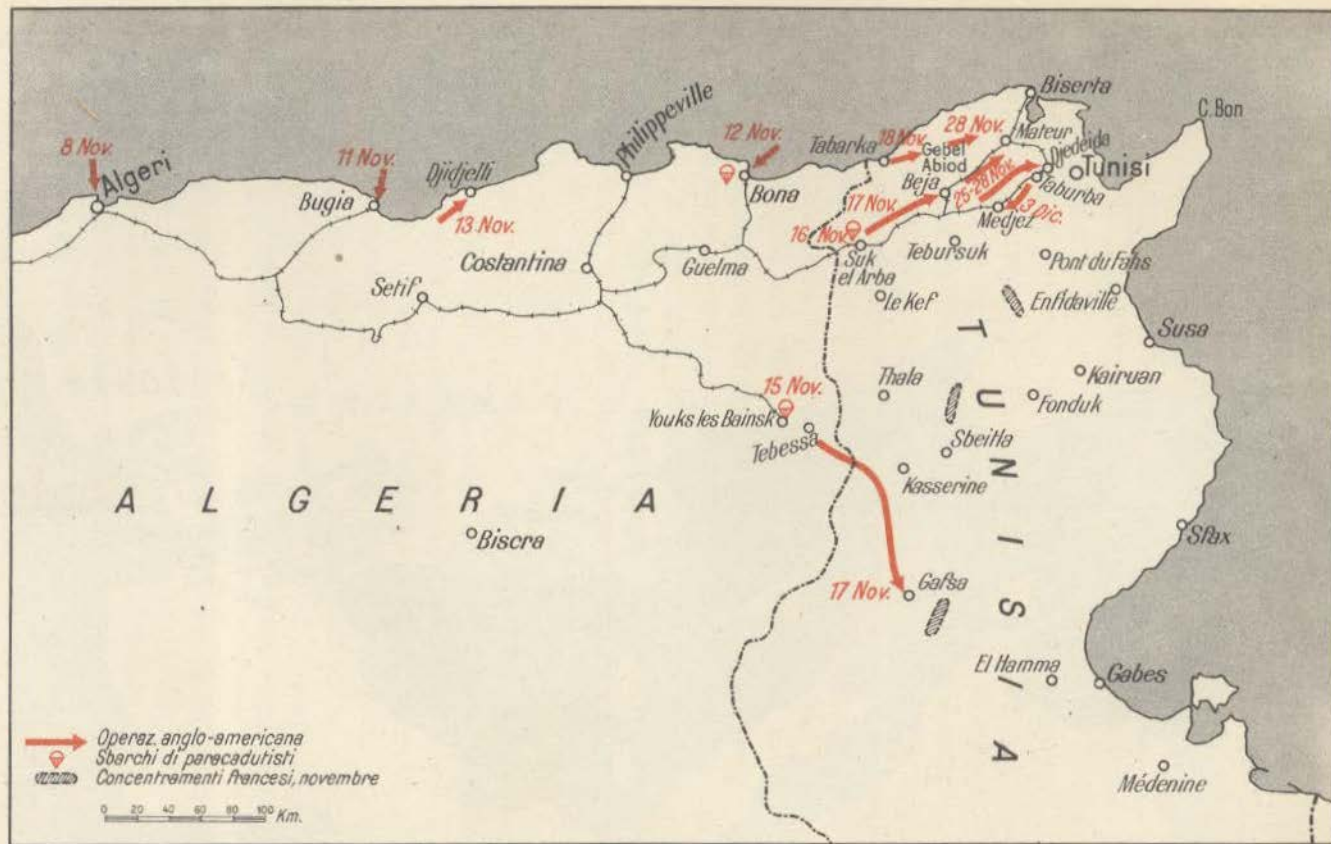 8 Nov.
Algeri
11 Nov.
Bugia
Djidjelli
13 Nov.
Philippeville
12 Nov.
Bona
Tabarka
18 Nov.
28 Nov.
Gebel
Abiod
Biserta
Mateur
Djedeida
C. Bon
Tunisi
Taburba
Beja
25-28 Nov.
Medjez
13 Dic.
17 Nov.
16 Nov.
Suk
el Arba
Tebursuk
Pont du Fahs
Costantina
Guelma
Setif
le Kef
Enfidaville
Susa
Thala
Kairuan
Fonduk
15 Nov.
Youks les Bainsk
Tebessa
Sbeitla
Kasserine
ALGERIA
TUNISIA
Biscra
Sfax
17 Nov.
Gafsa
El Hamma
Gabes
Médenine
Operaz. anglo-americana
Sbarchi di paracadutisti
Concentramenti francesi, novembre
0 20 40 60 80 100 Km.